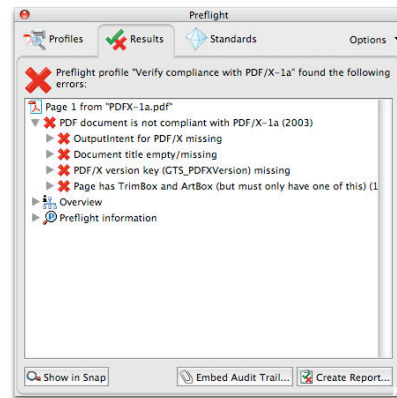 Preflight
Profiles Results Standards Options
Preflight profile "Verify compliance with PDF/X-1a" found the following
errors:
Page 1 from "PDFX-1a.pdf"
PDF document is not compliant with PDF/X-1a (2003)
OutputIntent for PDF/X missing
Document title empty/missing
PDF/X version key (GTS_PDFXVersion) missing
Page has TrimBox and ArtBox (but must only have one of this) (1
Overview
Preflight information
Show in Snap Embed Audit Trail... Create Report...